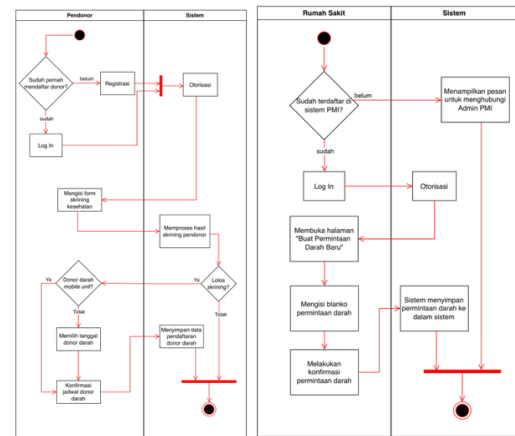 Pendonor
Sistem
Sudah pernah
mendaftar donor?
belum
Registrasi
Otorisasi
sudah
Log In
Mengisi form
skrining
kesehatan
Memproses hasil
skrining pendonor
Lolos
skrining?
Ya
Tidak
Donor darah
mobile unit?
Ya
Tidak
Memilih tanggal
donor darah
Menyimpan data
pendaftaran
donor darah
Konfirmasi
jadwal donor
darah
Rumah Sakit
Sistem
Sudah terdaftar di
sistem PMI?
belum
Menampilkan pesan
untuk menghubungi
Admin PMI
sudah
Log In
Otorisasi
Membuka halaman
"Buat Permintaan
Darah Baru"
Mengisi blanko
permintaan darah
Sistem menyimpan
permintaan darah ke
dalam sistem
Melakukan
konfirmasi
permintaan darah